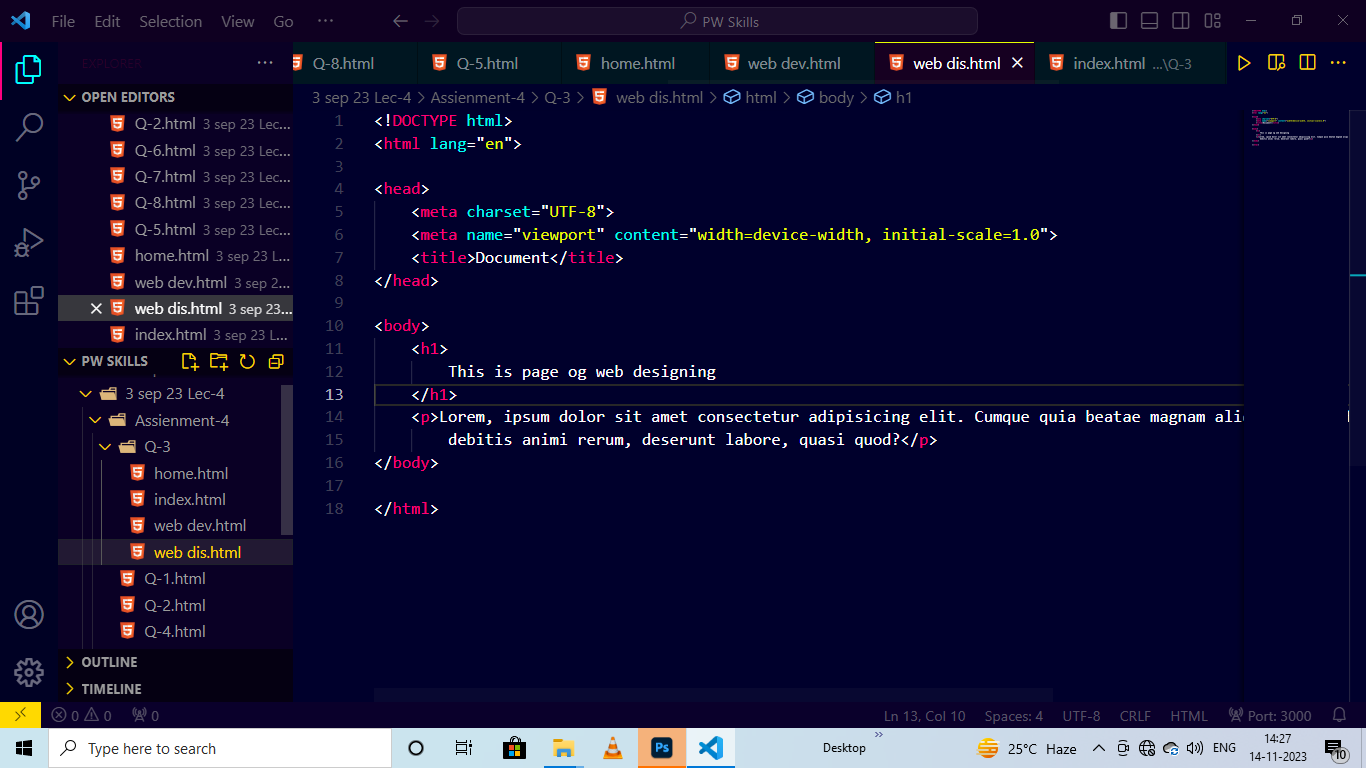 File Edit Selection View Go ··· PW Skills
EXPLORER ···
Q-8.html Q-5.html home.html web dev.html web dis.html index.html ...\Q-3
OPEN EDITORS
Q-2.html 3 sep 23 Lec...
Q-6.html 3 sep 23 Lec...
Q-7.html 3 sep 23 Lec...
Q-8.html 3 sep 23 Lec...
Q-5.html 3 sep 23 Lec...
home.html 3 sep 23 L...
web dev.html 3 sep 2...
web dis.html 3 sep 23...
index.html 3 sep 23 L...
PW SKILLS
3 sep 23 Lec-4
Assienment-4
Q-3
home.html
index.html
web dev.html
web dis.html
Q-1.html
Q-2.html
Q-4.html
OUTLINE
TIMELINE
3 sep 23 Lec-4 > Assienment-4 > Q-3 > web dis.html > html > body > h1
1 <!DOCTYPE html>
2 <html lang="en">
3
4 <head>
5 <meta charset="UTF-8">
6 <meta name="viewport" content="width=device-width, initial-scale=1.0">
7 <title>Document</title>
8 </head>
9
10 <body>
11 <h1>
12 This is page og web designing
13 </h1>
14 <p>Lorem, ipsum dolor sit amet consectetur adipisicing elit. Cumque quia beatae magnam
15 debitis animi rerum, deserunt labore, quasi quod?</p>
16 </body>
17
18 </html>
0 0 0 Ln 13, Col 10 Spaces: 4 UTF-8 CRLF HTML Port: 3000
Type here to search Ps Desktop » 25°C Haze ENG 14:27
14-11-2023 10